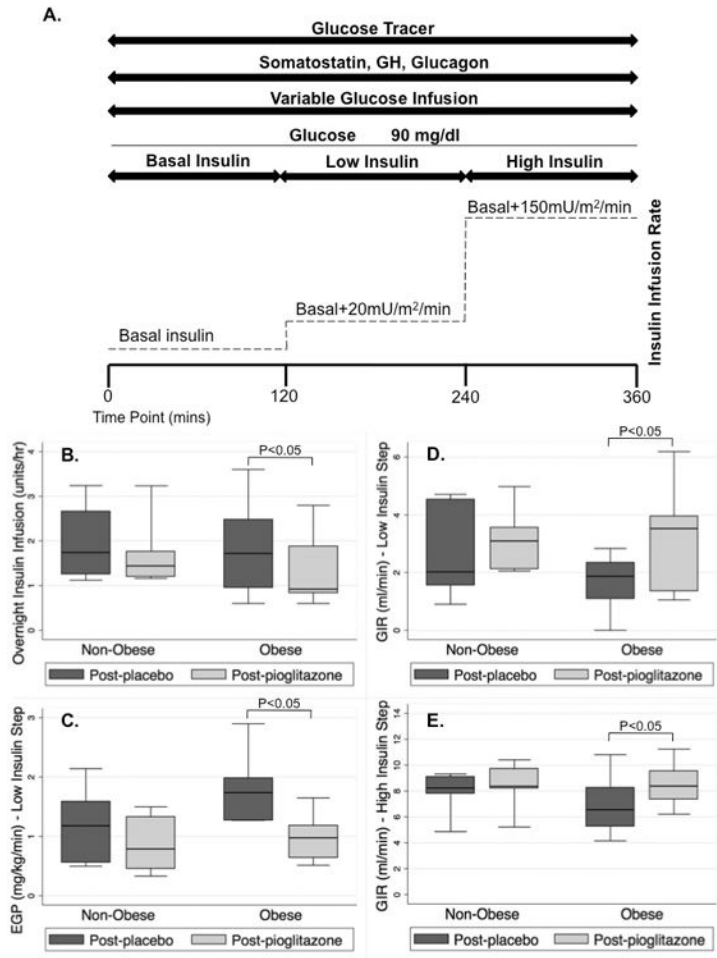 A.
Glucose Tracer
Somatostatin, GH, Glucagon
Variable Glucose Infusion
Glucose 90 mg/dl
Basal Insulin Low Insulin High Insulin
Basal+150mU/m²/min
Basal+20mU/m²/min
Basal insulin
Insulin Infusion Rate
0 120 240 360
Time Point (mins)
B.
P<0.05
Overnight Insulin Infusion (units/hr)
4
3
2
1
0
Non-Obese Obese
Post-placebo Post-pioglitazone
D.
P<0.05
GIR (ml/min) - Low Insulin Step
6
4
2
0
Non-Obese Obese
Post-placebo Post-pioglitazone
C.
P<0.05
EGP (mg/kg/min) - Low Insulin Step
3
2
1
0
Non-Obese Obese
Post-placebo Post-pioglitazone
E.
P<0.05
GIR (ml/min) - High Insulin Step
14
12
10
8
6
4
2
0
Non-Obese Obese
Post-placebo Post-pioglitazone